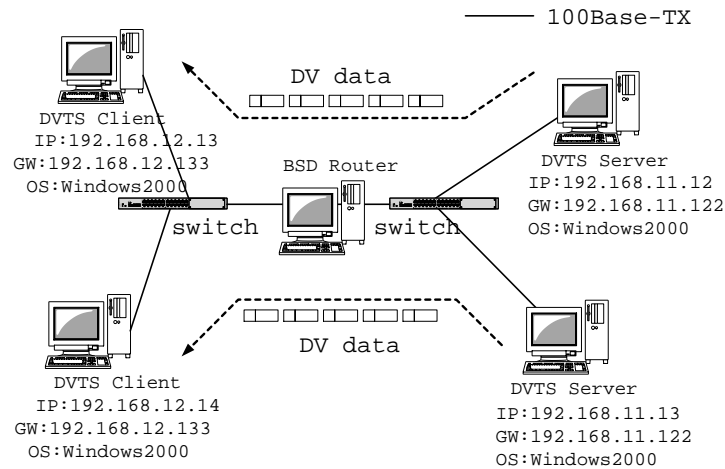 100Base-TX
DV data
DVTS Client
IP:192.168.12.13
GW:192.168.12.133
OS:Windows2000
BSD Router
DVTS Server
IP:192.168.11.12
GW:192.168.11.122
OS:Windows2000
switch
switch
DV data
DVTS Client
IP:192.168.12.14
GW:192.168.12.133
OS:Windows2000
DVTS Server
IP:192.168.11.13
GW:192.168.11.122
OS:Windows2000